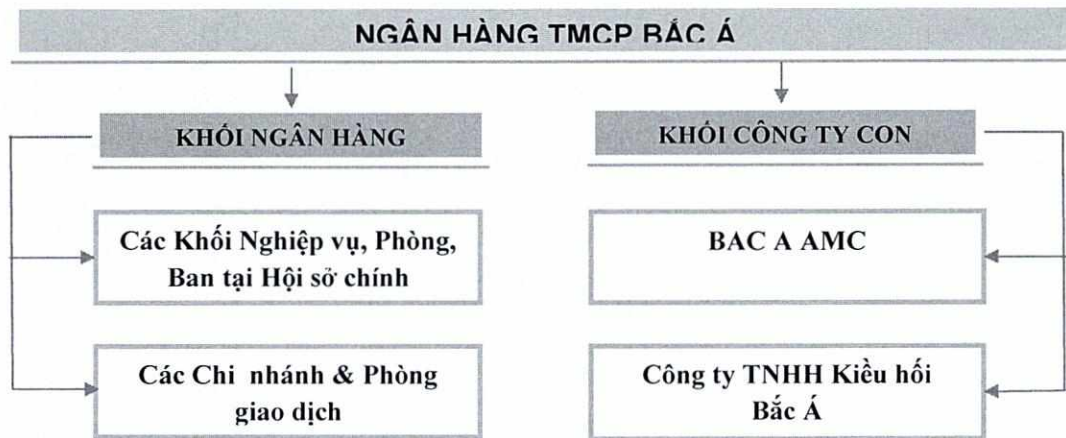 NGÂN HÀNG TMCP BẮC Á
KHỐI NGÂN HÀNG
KHỐI CÔNG TY CON
Các Khối Nghiệp vụ, Phòng,
Ban tại Hội sở chính
BAC A AMC
Các Chi nhánh & Phòng
giao dịch
Công ty TNHH Kiều hối
Bắc Á